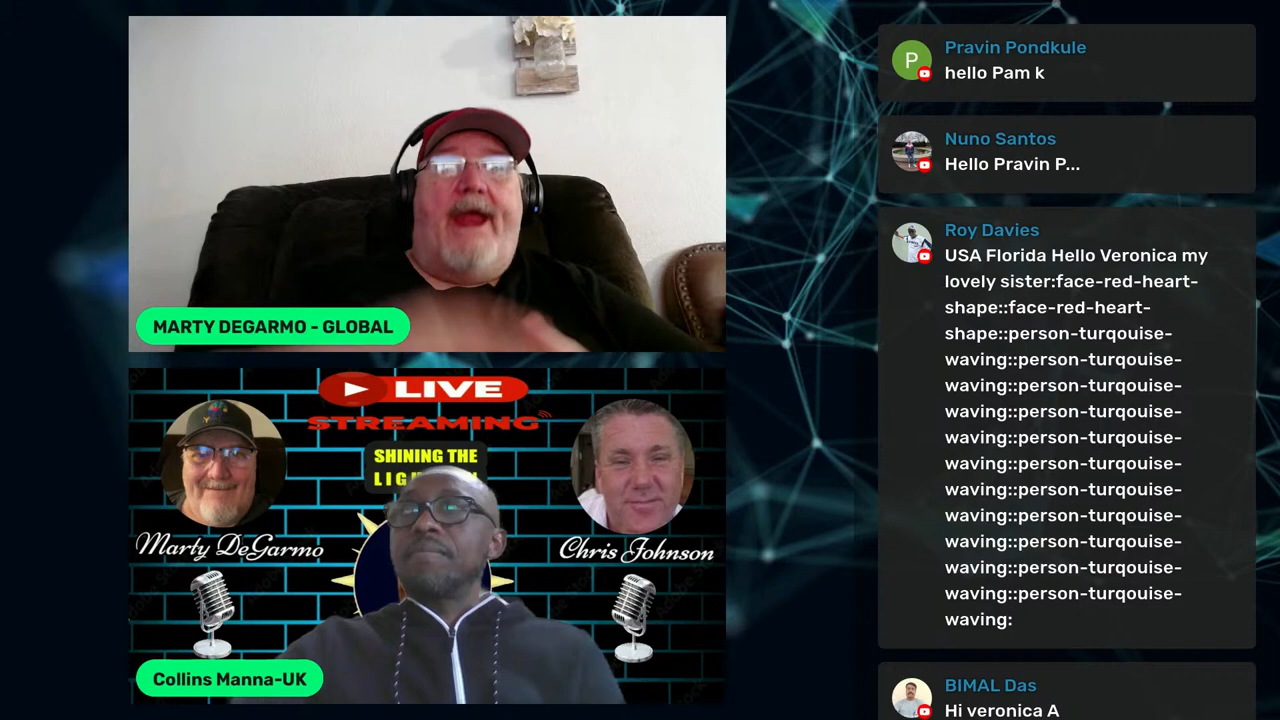 MARTY DEGARMO - GLOBAL
LIVE
STREAMING
SHINING THE
Marty DeGarmo
Chris Johnson
Collins Manna-UK
P
Pravin Pondkule
hello Pam k
Nuno Santos
Hello Pravin P...
Roy Davies
USA Florida Hello Veronica my
lovely sister:face-red-heart-
shape::face-red-heart-
shape::person-turqouise-
waving::person-turqouise-
waving::person-turqouise-
waving::person-turqouise-
waving::person-turqouise-
waving::person-turqouise-
waving::person-turqouise-
waving::person-turqouise-
waving::person-turqouise-
waving::person-turqouise-
waving::person-turqouise-
waving:
BIMAL Das
Hi veronica A